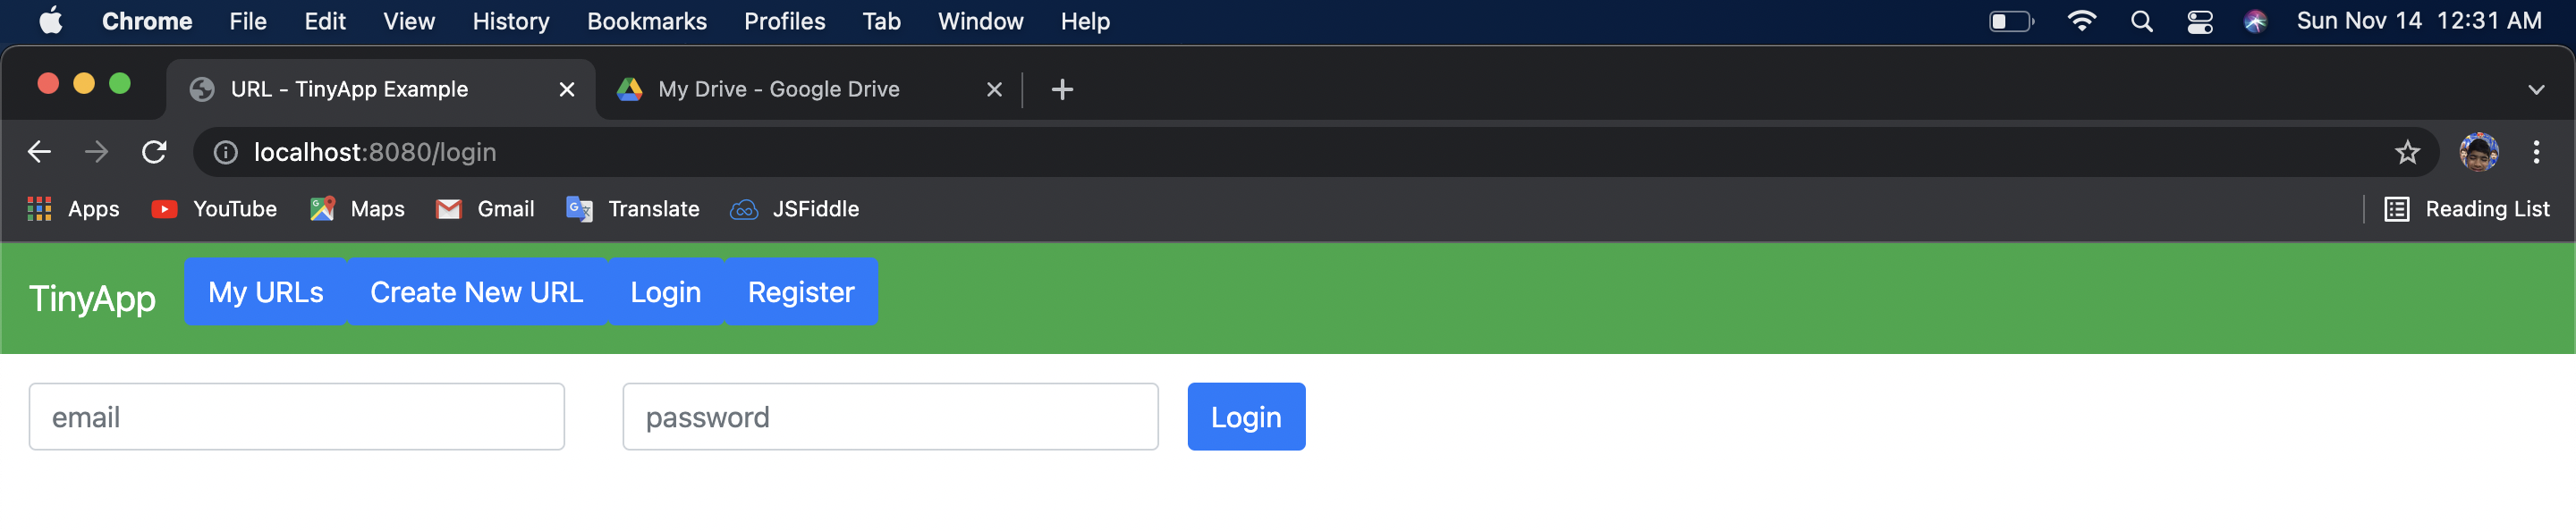 Chrome File Edit View History Bookmarks Profiles Tab Window Help Sun Nov 14 12:31 AM
URL - TinyApp Example My Drive - Google Drive
localhost:8080/login
Apps YouTube Maps Gmail Translate JSFiddle Reading List
TinyApp My URLs Create New URL Login Register
email password Login